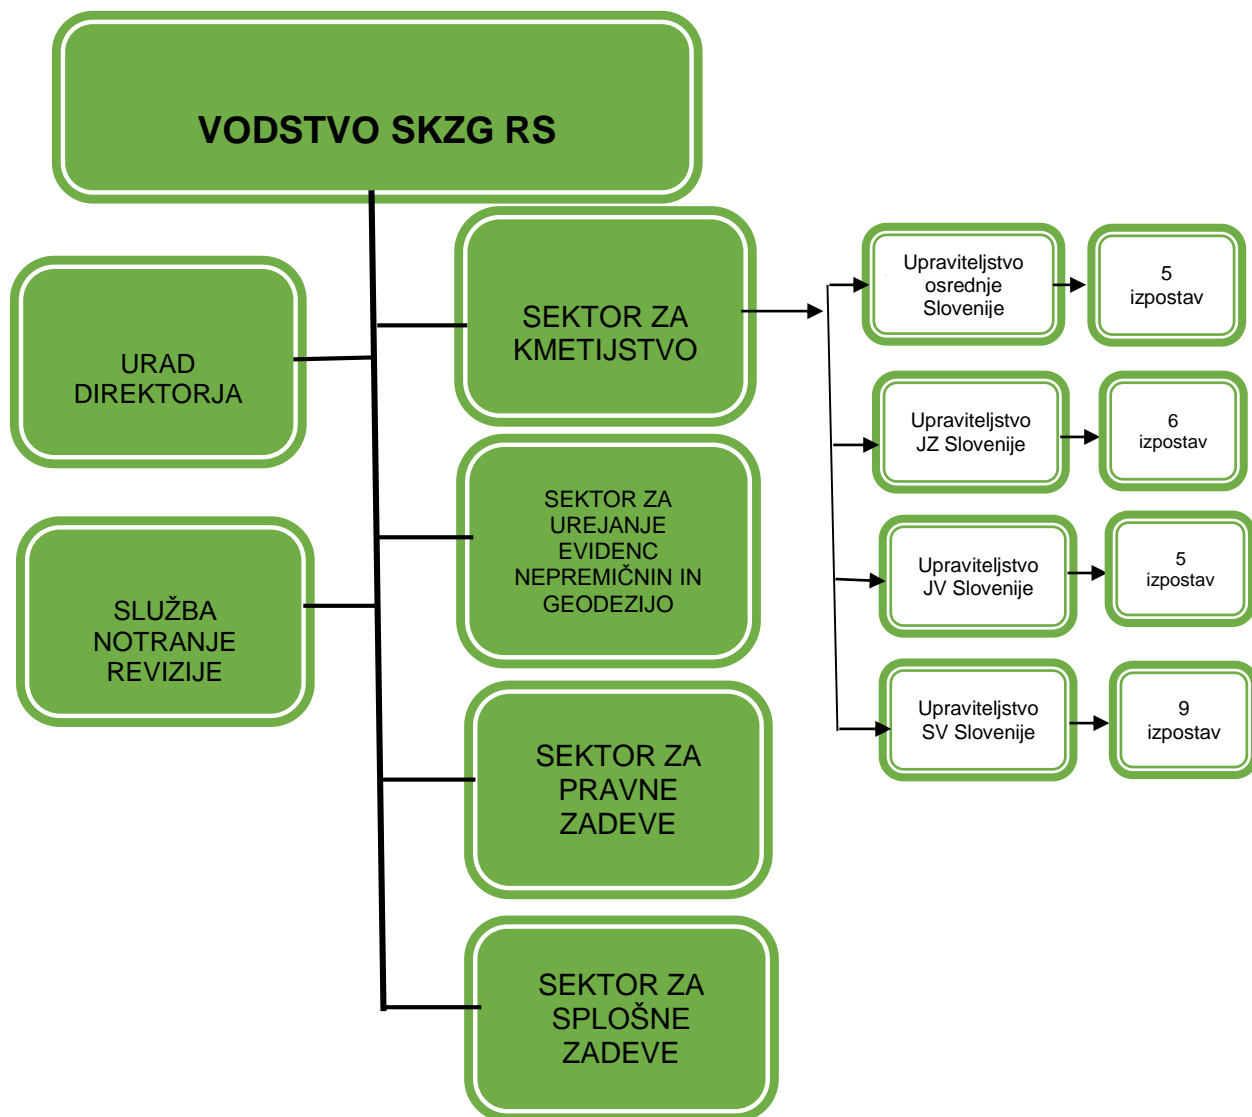 VODSTVO SKZG RS
URAD
DIREKTORJA
SLUŽBA
NOTRANJE
REVIZIJE
SEKTOR ZA
KMETIJSTVO
SEKTOR ZA
UREJANJE
EVIDENC
NEPREMIČNIN IN
GEODEZIJO
SEKTOR ZA
PRAVNE
ZADEVE
SEKTOR ZA
SPLOŠNE
ZADEVE
Upraviteljstvo
osrednje
Slovenije
5
izpostav
Upraviteljstvo
JZ Slovenije
6
izpostav
Upraviteljstvo
JV Slovenije
5
izpostav
Upraviteljstvo
SV Slovenije
9
izpostav